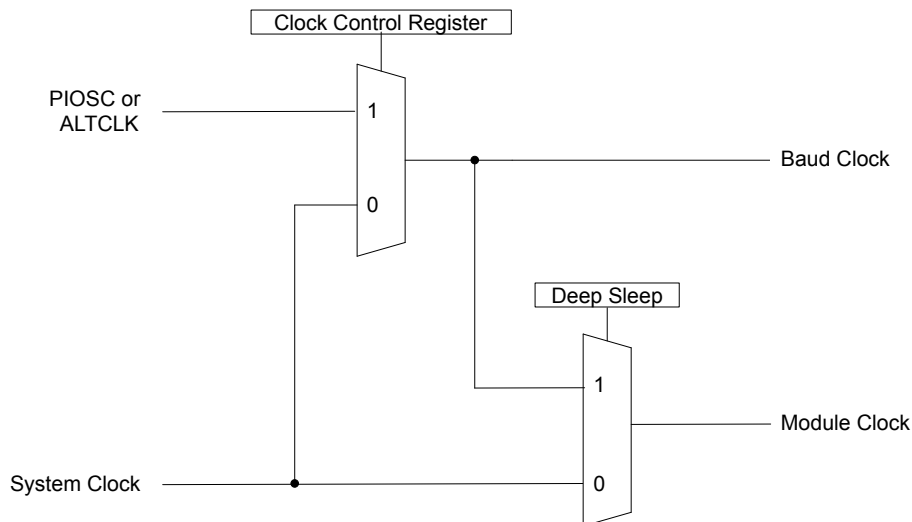 Clock Control Register
PIOSC or
ALTCLK
1
Baud Clock
0
Deep Sleep
1
Module Clock
System Clock
0